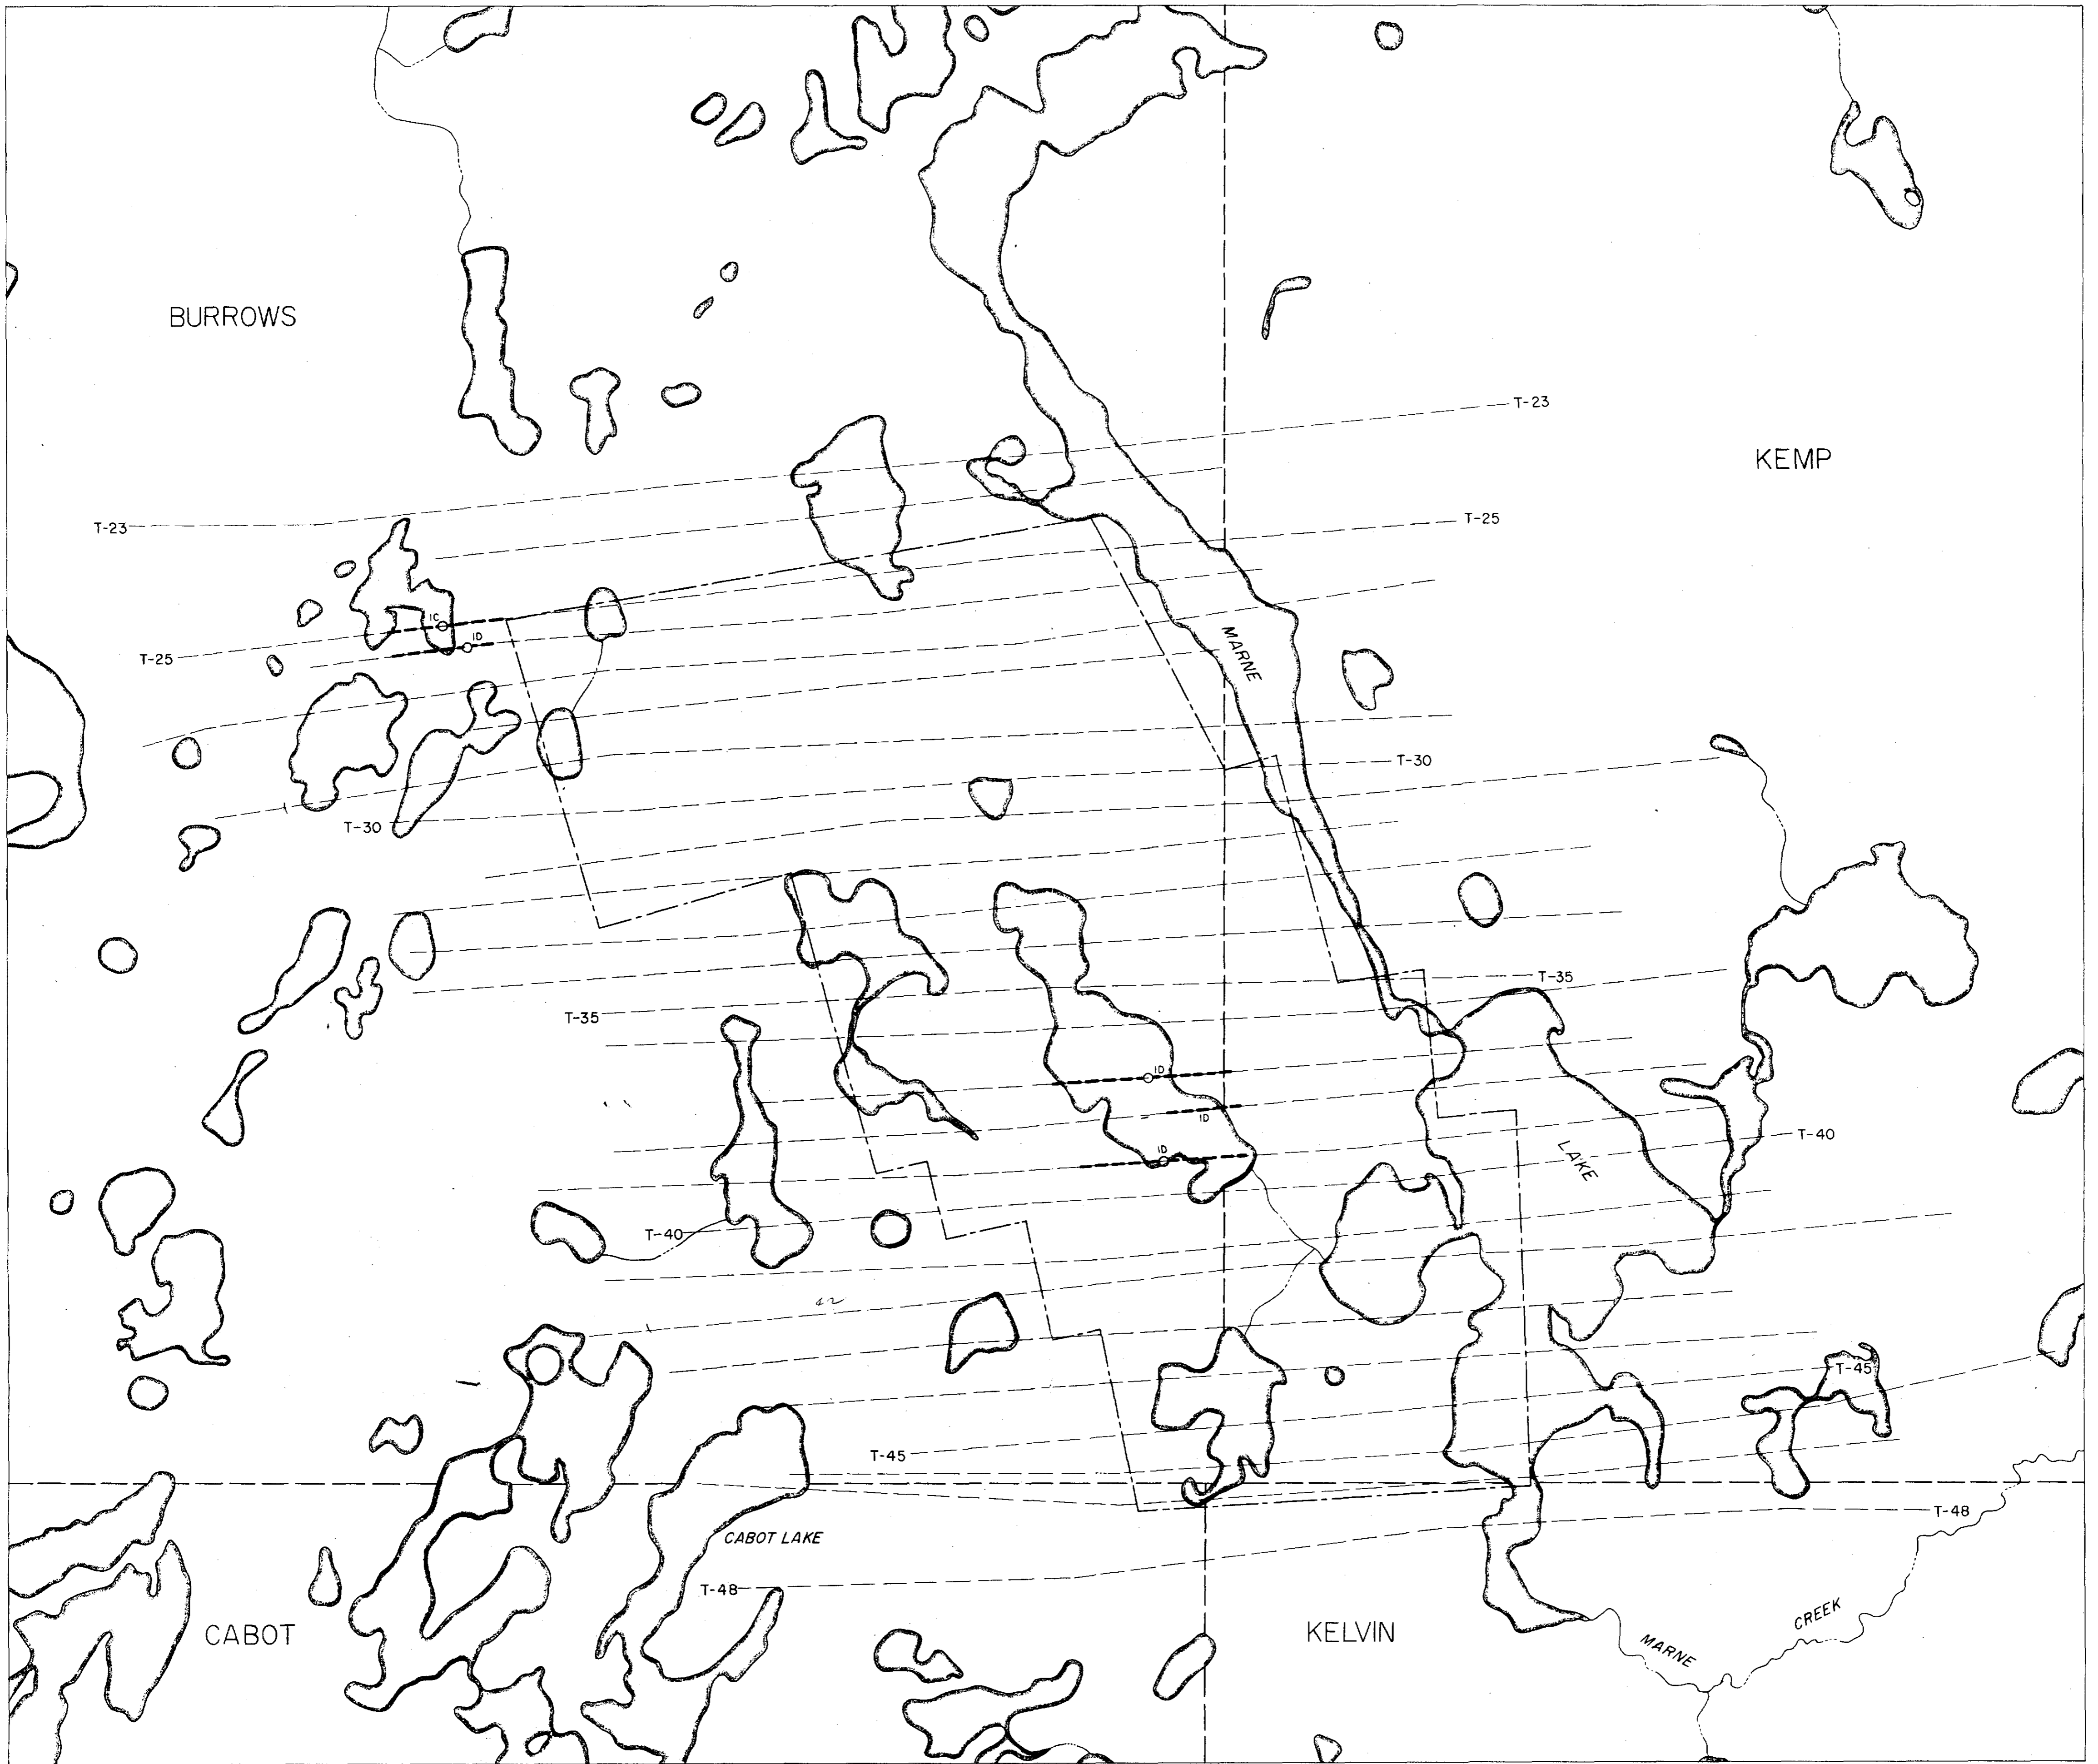 BURROWS
KEMP
T-23
T-23
T-25
1C
1D
T-25
MARNE
T-30
T-30
T-35
T-35
1D
1D
1D
T-40
LAKE
T-40
T-45
T-45
T-48
CABOT LAKE
T-48
CABOT
KELVIN
MARNE
CREEK